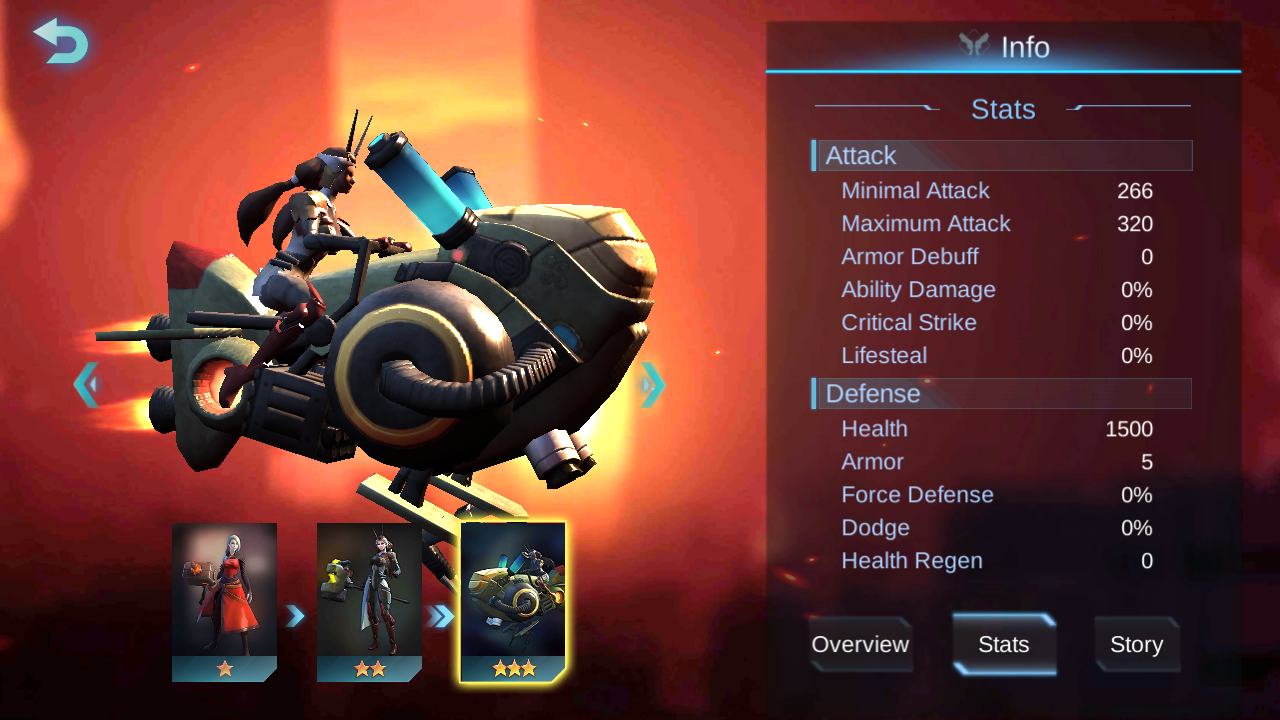 Info
Stats
Attack
Minimal Attack 266
Maximum Attack 320
Armor Debuff 0
Ability Damage 0%
Critical Strike 0%
Lifesteal 0%
Defense
Health 1500
Armor 5
Force Defense 0%
Dodge 0%
Health Regen 0
Overview Stats Story